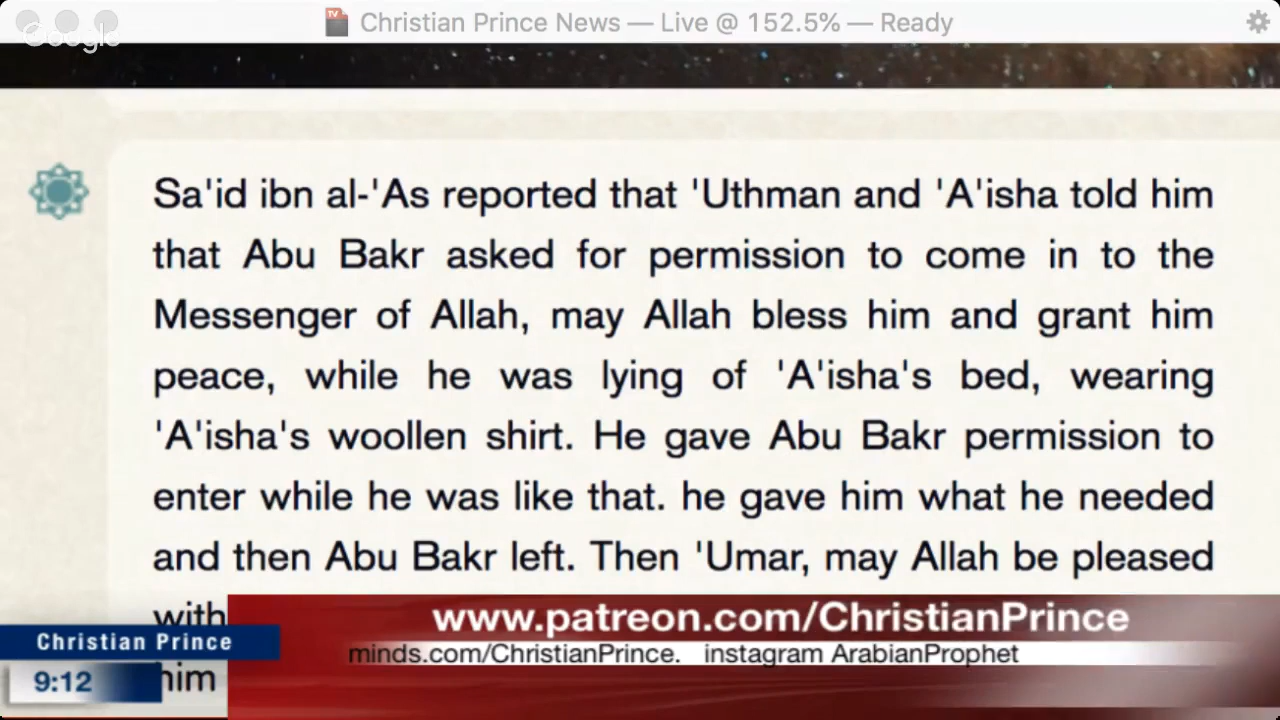 Google
TV
Christian Prince News — Live @ 152.5% — Ready
Sa'id ibn al-'As reported that 'Uthman and 'A'isha told him
that Abu Bakr asked for permission to come in to the
Messenger of Allah, may Allah bless him and grant him
peace, while he was lying of 'A'isha's bed, wearing
'A'isha's woollen shirt. He gave Abu Bakr permission to
enter while he was like that. he gave him what he needed
and then Abu Bakr left. Then 'Umar, may Allah be pleased
with
him
www.patreon.com/ChristianPrince
minds.com/ChristianPrince. instagram ArabianProphet
Christian Prince
9:12